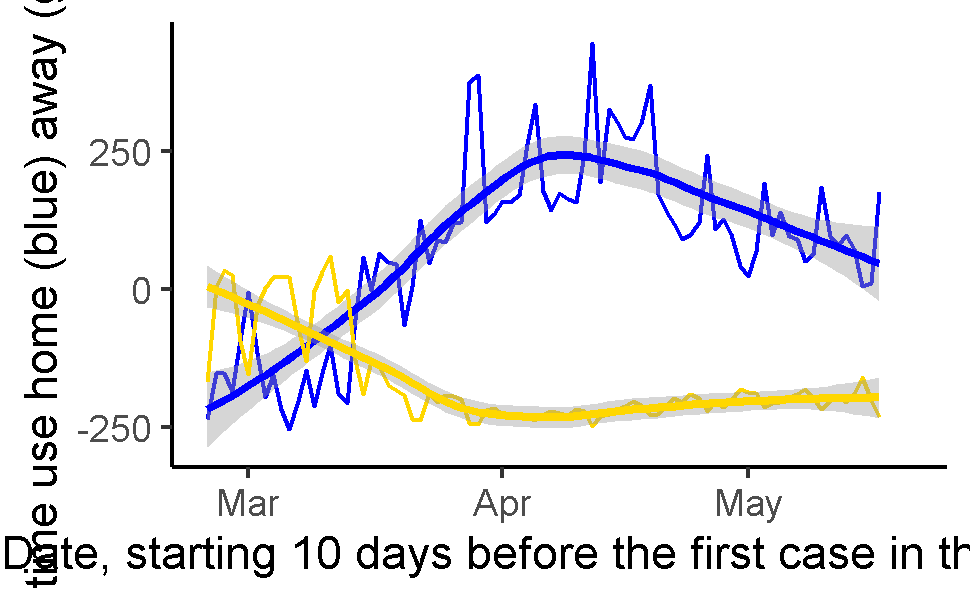 time use home (blue) away (
250
0
-250
Mar Apr May
Date, starting 10 days before the first case in th